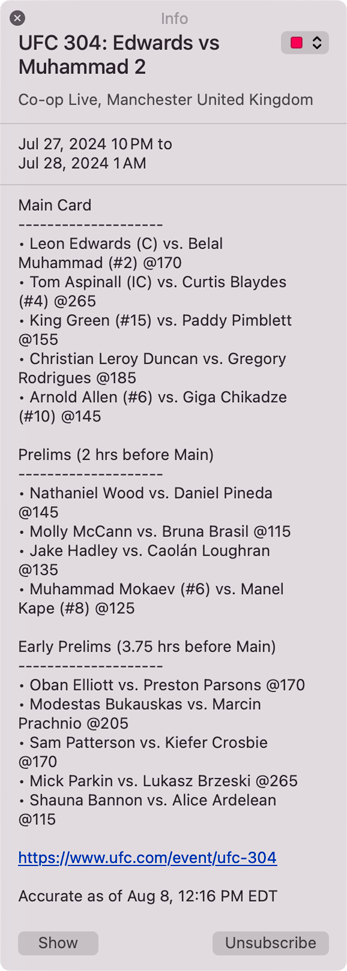 Info
UFC 304: Edwards vs
Muhammad 2
Co-op Live, Manchester United Kingdom
Jul 27, 2024 10 PM to
Jul 28, 2024 1 AM
Main Card
--------------------
• Leon Edwards (C) vs. Belal
Muhammad (#2) @170
• Tom Aspinall (IC) vs. Curtis Blaydes
(#4) @265
• King Green (#15) vs. Paddy Pimblett
@155
• Christian Leroy Duncan vs. Gregory
Rodrigues @185
• Arnold Allen (#6) vs. Giga Chikadze
(#10) @145
Prelims (2 hrs before Main)
--------------------
• Nathaniel Wood vs. Daniel Pineda
@145
• Molly McCann vs. Bruna Brasil @115
• Jake Hadley vs. Caolán Loughran
@135
• Muhammad Mokaev (#6) vs. Manel
Kape (#8) @125
Early Prelims (3.75 hrs before Main)
--------------------
• Oban Elliott vs. Preston Parsons @170
• Modestas Bukauskas vs. Marcin
Prachnio @205
• Sam Patterson vs. Kiefer Crosbie
@170
• Mick Parkin vs. Lukasz Brzeski @265
• Shauna Bannon vs. Alice Ardelean
@115
https://www.ufc.com/event/ufc-304
Accurate as of Aug 8, 12:16 PM EDT
Show
Unsubscribe